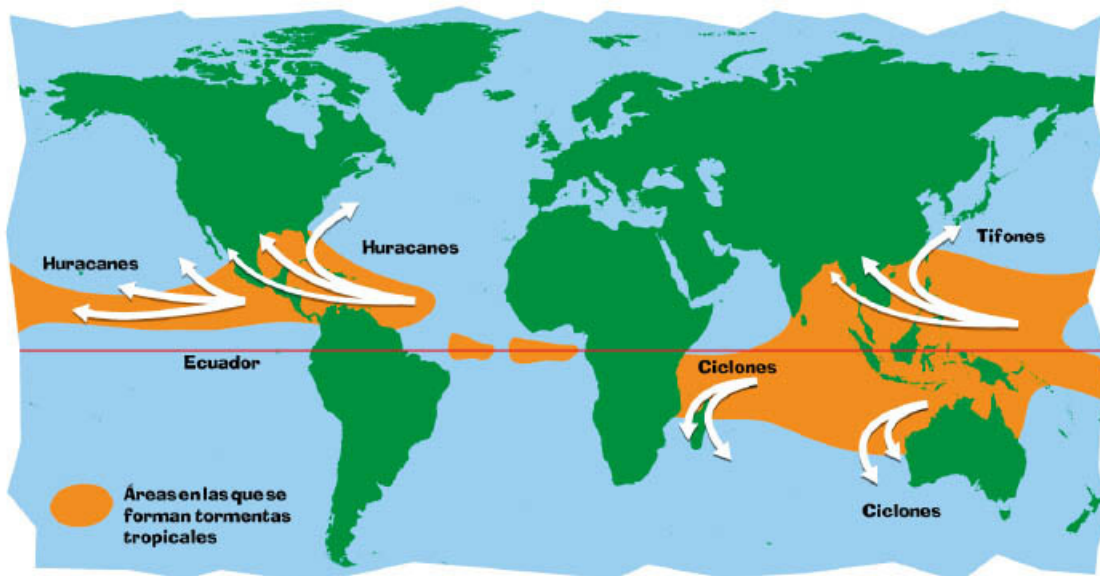 Huracanes
Huracanes
Tifones
Ecuador
Ciclones
Ciclones
Áreas en las que se
forman tormentas
tropicales